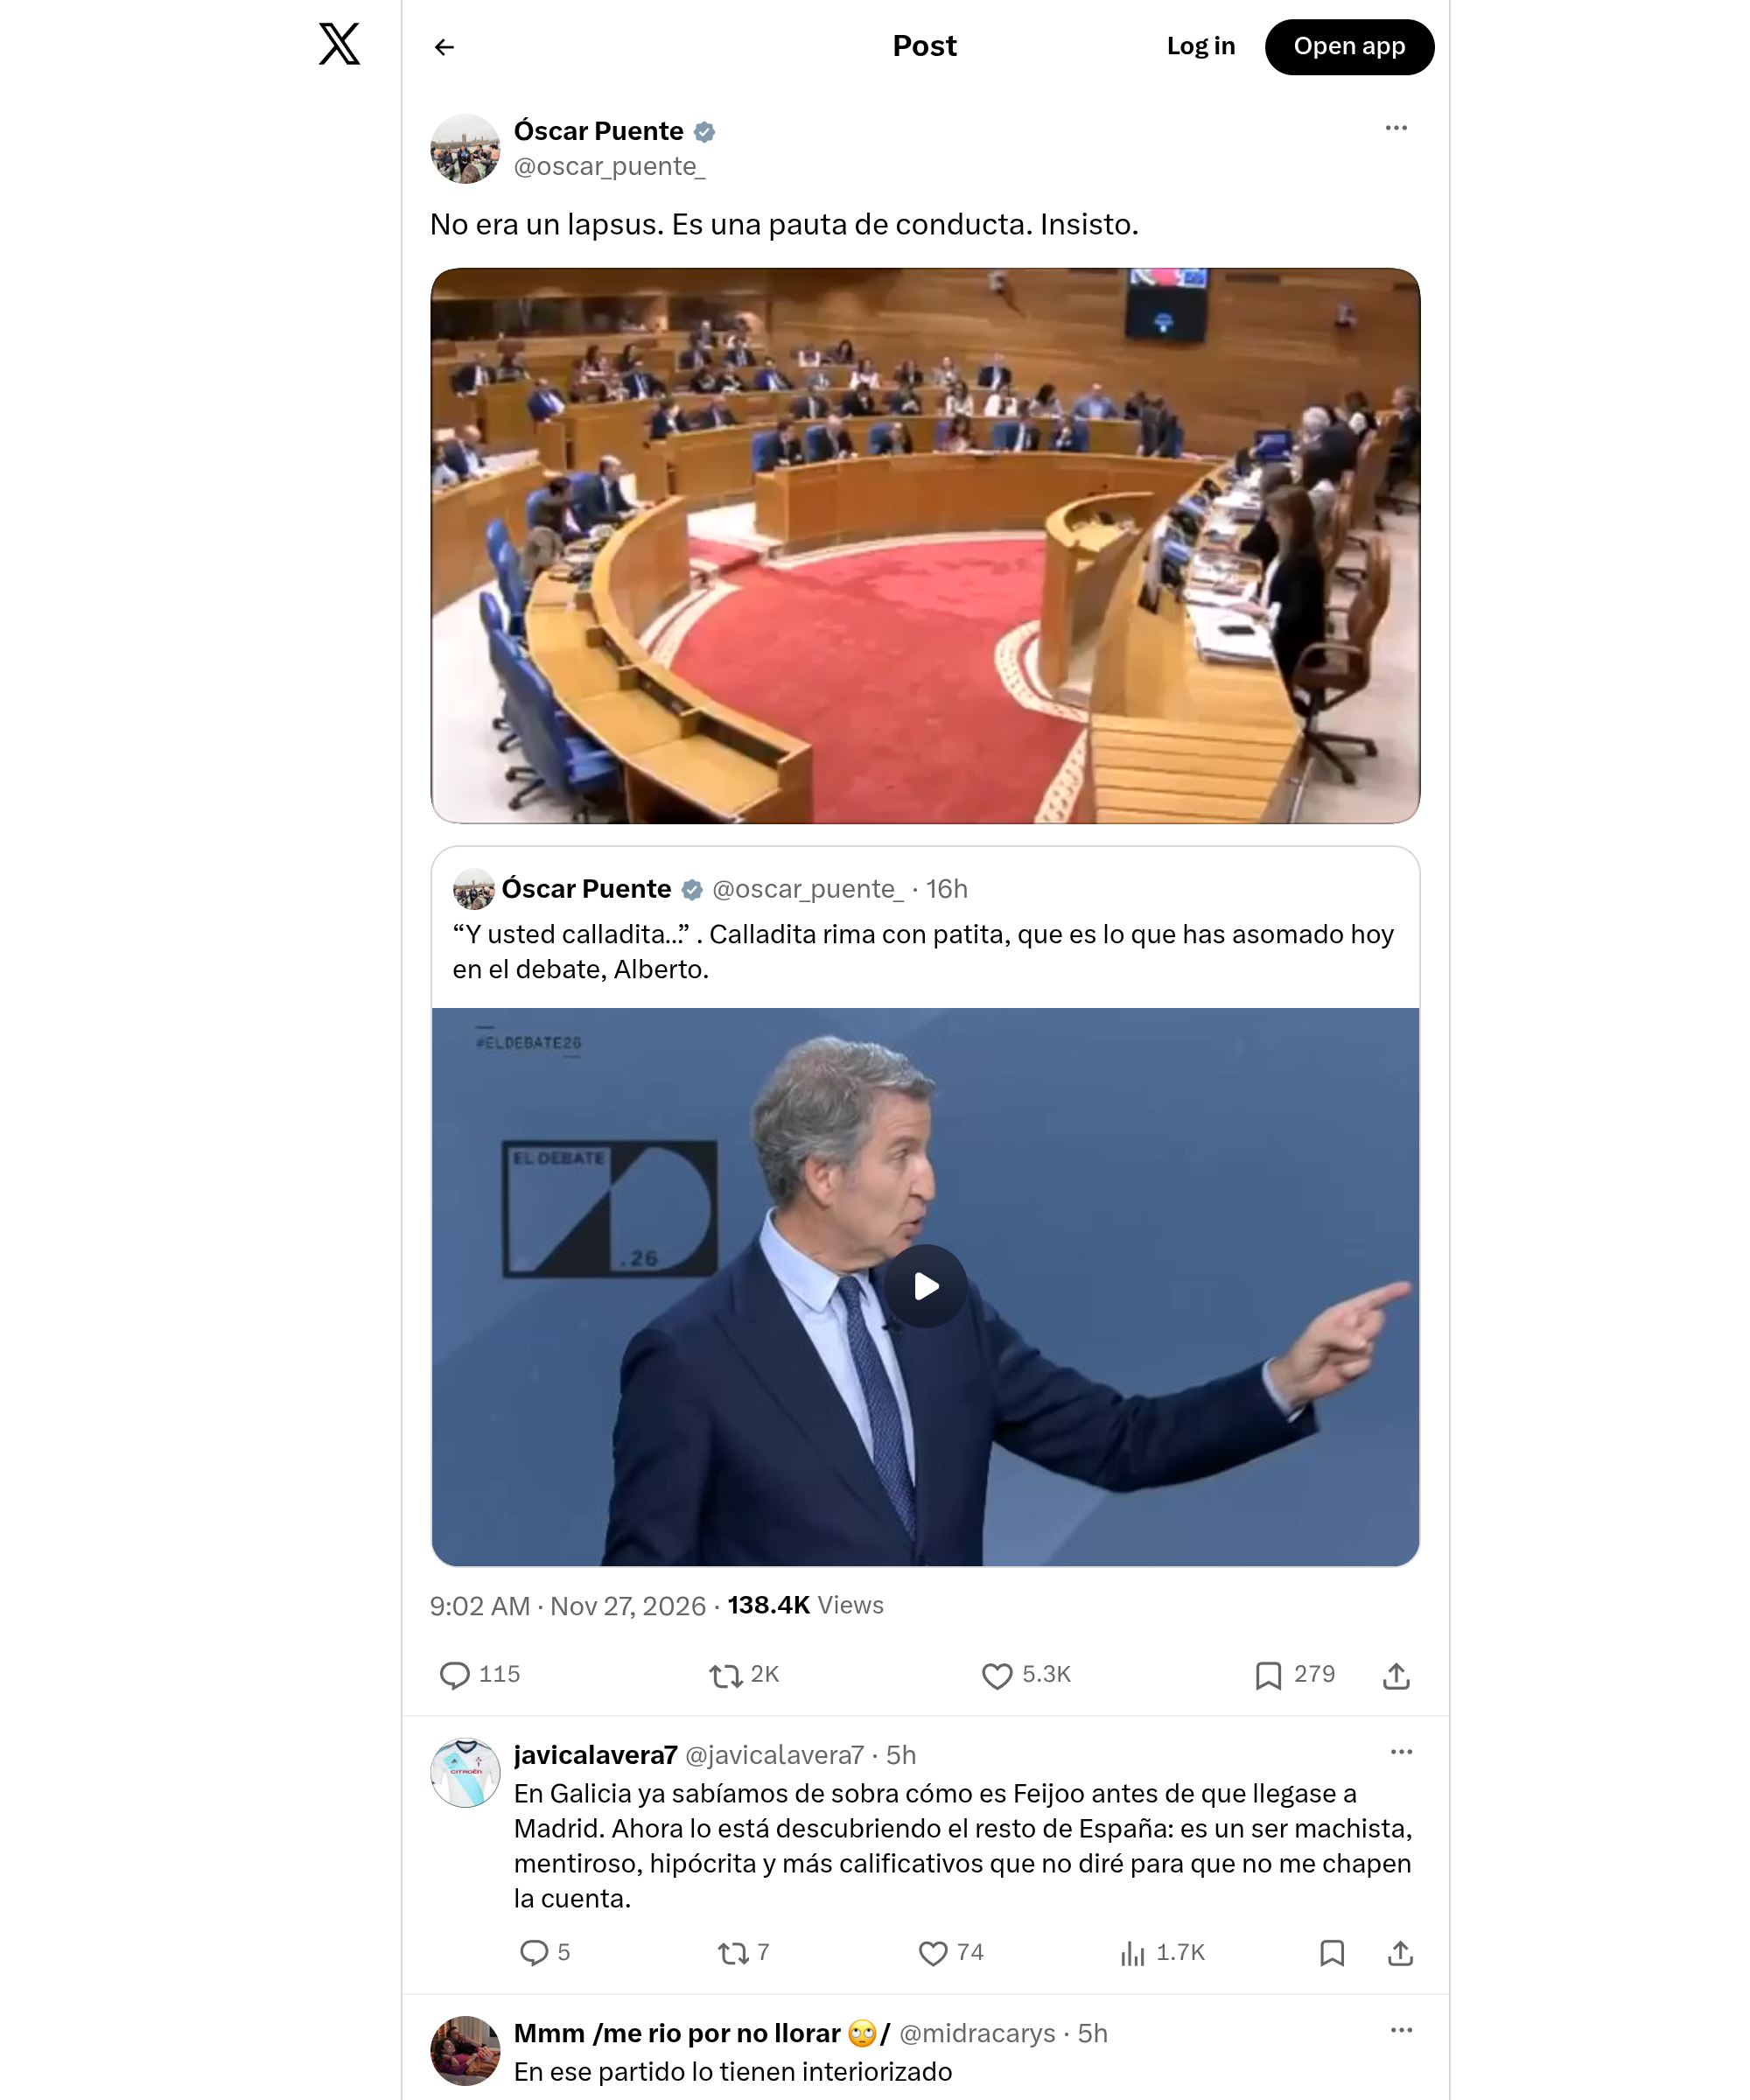 Post
Log in
Open app
Óscar Puente
@oscar_puente_
No era un lapsus. Es una pauta de conducta. Insisto.
Óscar Puente @oscar_puente_ · 16h
“Y usted calladita...” . Calladita rima con patita, que es lo que has asomado hoy
en el debate, Alberto.
#ELDEBATE26
EL DEBATE
.26
9:02 AM · Nov 27, 2026 · 138.4K Views
115
2K
5.3K
279
javicalavera7 @javicalavera7 · 5h
En Galicia ya sabíamos de sobra cómo es Feijoo antes de que llegase a
Madrid. Ahora lo está descubriendo el resto de España: es un ser machista,
mentiroso, hipócrita y más calificativos que no diré para que no me chapen
la cuenta.
CITROËN
5
7
74
1.7K
Mmm /me rio por no llorar 🙄/ @midracarys · 5h
En ese partido lo tienen interiorizado